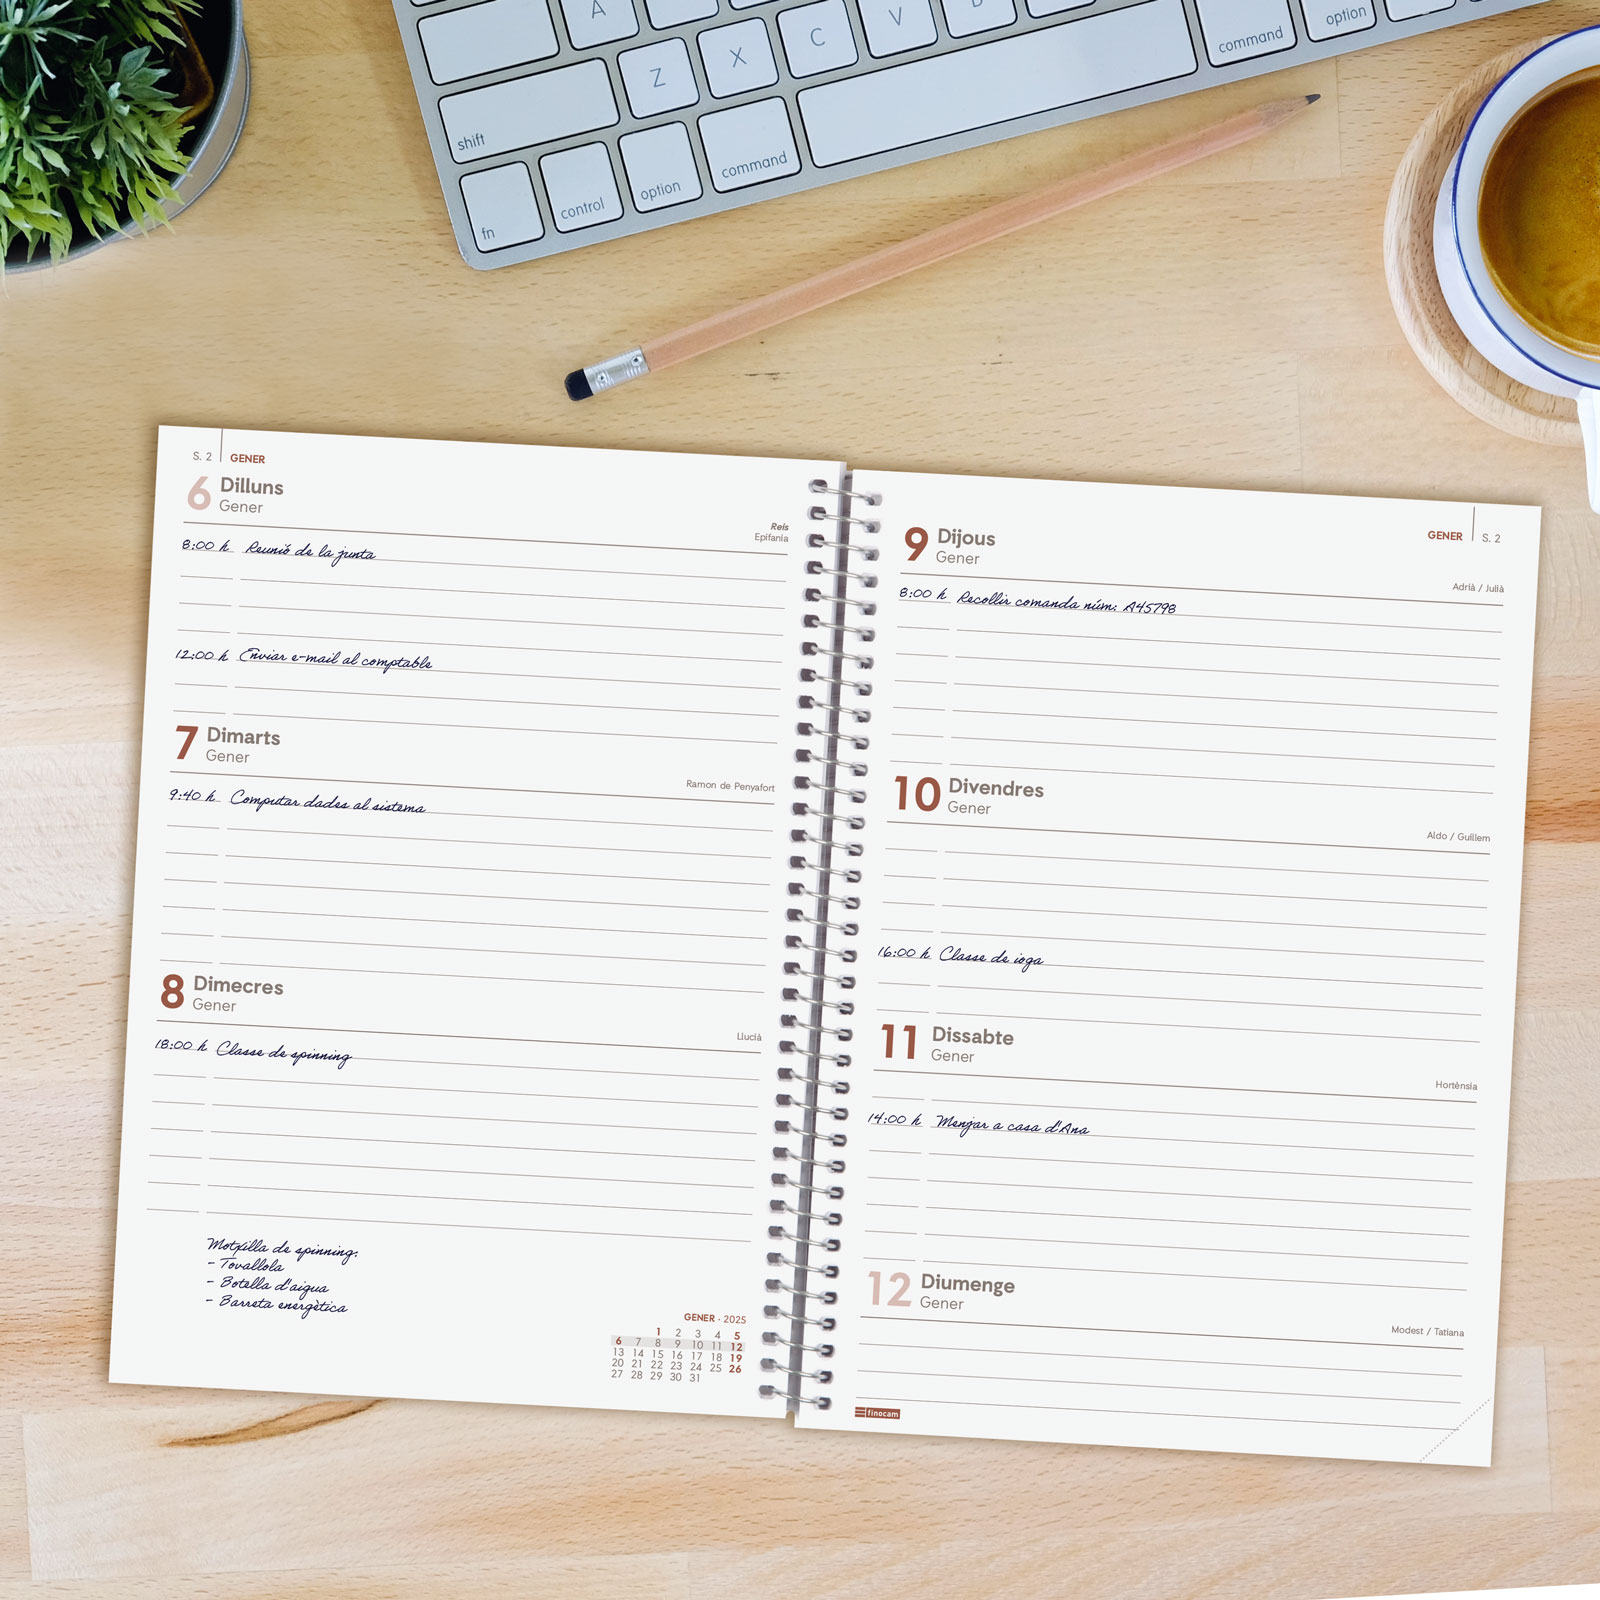 A
Z
X
C
V
shift
fn
control
option
command
command
option
S. 2 GENER
6 Dilluns
Gener
Reis
Epifania
8:00 h Reunió de la junta
12:00 h Enviar e-mail al comptable
7 Dimarts
Gener
Ramon de Penyafort
9:40 h Computar dades al sistema
8 Dimecres
Gener
Llucià
18:00 h Classe de spinning
Motxilla de spinning:
- Tovallola
- Botella d'aigua
- Barreta energètica
GENER · 2025
1 2 3 4 5
6 7 8 9 10 11 12
13 14 15 16 17 18 19
20 21 22 23 24 25 26
27 28 29 30 31
GENER S. 2
9 Dijous
Gener
Adrià / Julià
8:00 h Recollir comanda núm: A45798
10 Divendres
Gener
Aldo / Guillem
16:00 h Classe de ioga
11 Dissabte
Gener
Hortènsia
14:00 h Menjar a casa d'Ana
12 Diumenge
Gener
Modest / Tatiana
finocam